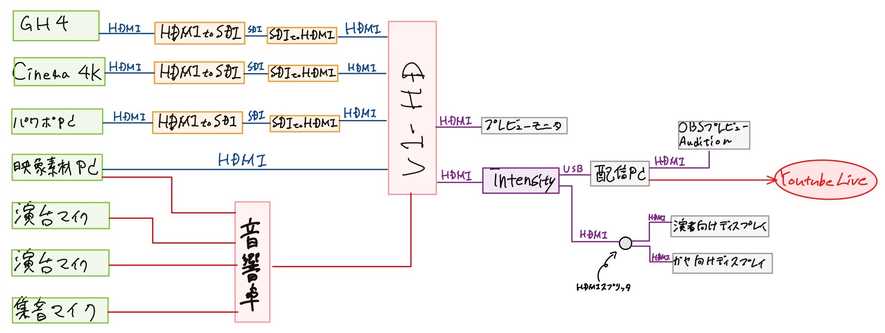 GH4
HDMI
HDMI to SDI
SDI
SDI to HDMI
HDMI
Cinema 4K
HDMI
HDMI to SDI
SDI
SDI to HDMI
HDMI
パワポPC
HDMI
HDMI to SDI
SDI
SDI to HDMI
HDMI
映象素材PC
HDMI
演台マイク
演台マイク
集音マイク
音響卓
V1-HD
HDMI
プレビューモニタ
HDMI
Intensity
USB
配信PC
HDMI
OBSプレビュー
Audition
YoutubeLive
HDMI
HDMIスプリッタ
HDMI
演者向けディスプレイ
HDMI
ガヤ向けディスプレイ